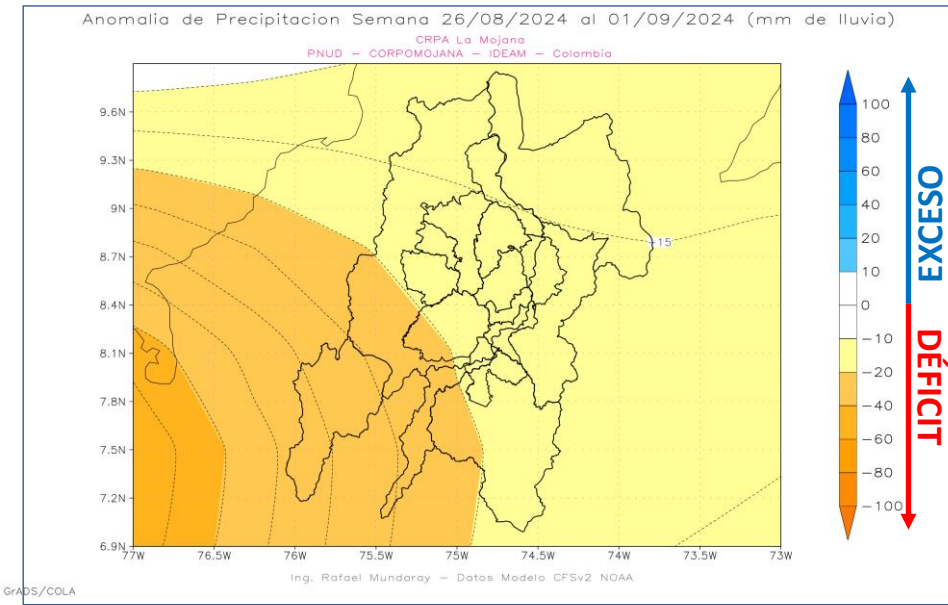 Anomalia de Precipitacion Semana 26/08/2024 al 01/09/2024 (mm de lluvia)
CRPA La Mojana
PNUD – CORPOMOJANA – IDEAM – Colombia
9.6N
9.3N
9N
8.7N
8.4N
8.1N
7.8N
7.5N
7.2N
6.9N
77W
76.5W
76W
75.5W
75W
74.5W
74W
73.5W
73W
+15
100
80
60
40
20
10
0
−10
−20
−40
−60
−80
−100
EXCESO
DÉFICIT
Ing. Rafael Mundaray – Datos Modelo CFSv2 NOAA
GrADS/COLA